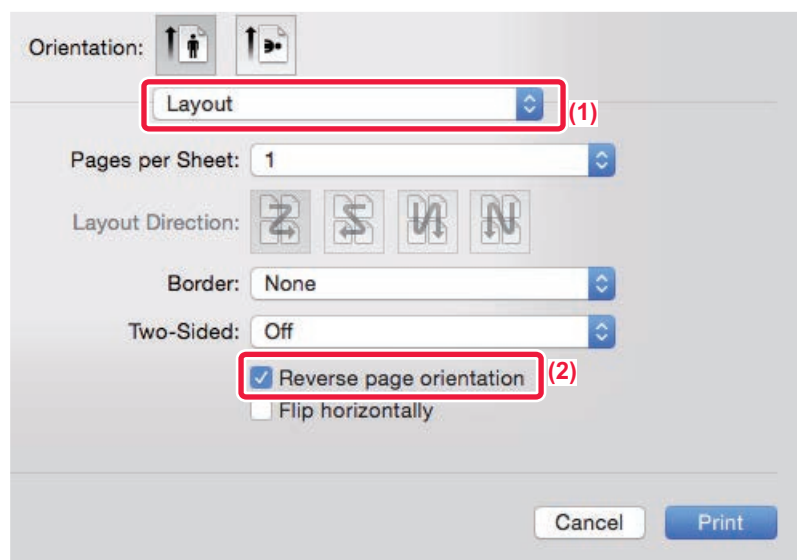 Orientation:
Layout
(1)
Pages per Sheet: 1
Layout Direction:
Border: None
Two-Sided: Off
Reverse page orientation
(2)
Flip horizontally
Cancel Print